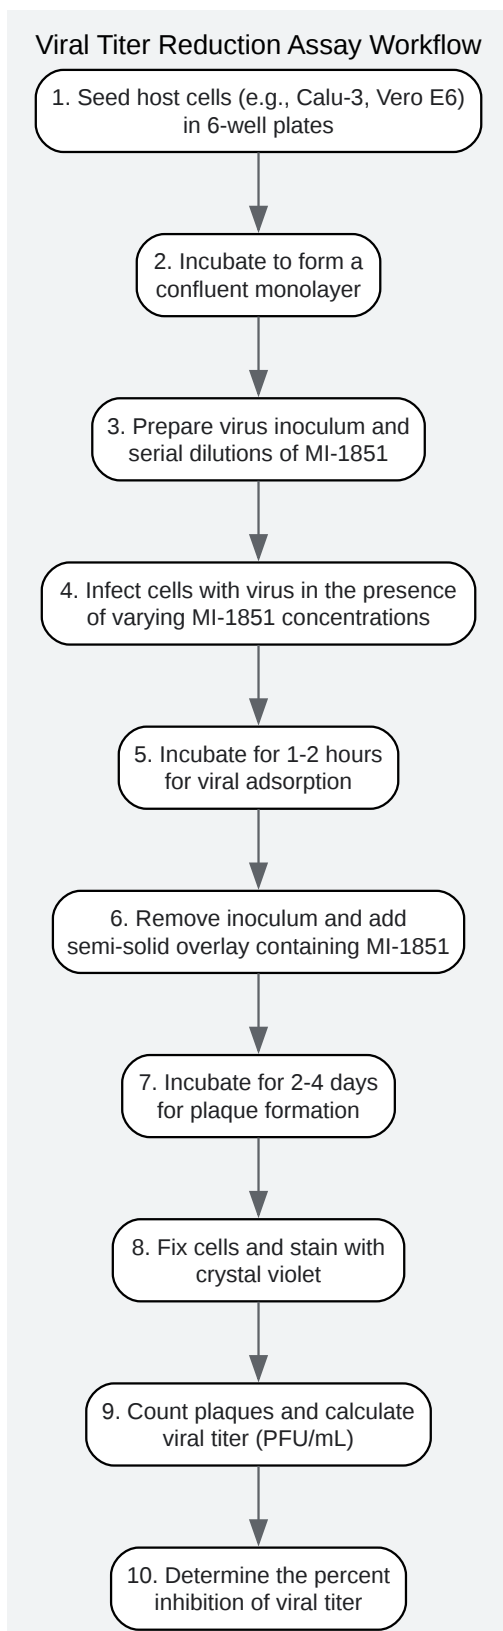 Viral Titer Reduction Assay Workflow
1. Seed host cells (e.g., Calu-3, Vero E6)
in 6-well plates
2. Incubate to form a
confluent monolayer
3. Prepare virus inoculum and
serial dilutions of MI-1851
4. Infect cells with virus in the presence
of varying MI-1851 concentrations
5. Incubate for 1-2 hours
for viral adsorption
6. Remove inoculum and add
semi-solid overlay containing MI-1851
7. Incubate for 2-4 days
for plaque formation
8. Fix cells and stain with
crystal violet
9. Count plaques and calculate
viral titer (PFU/mL)
10. Determine the percent
inhibition of viral titer